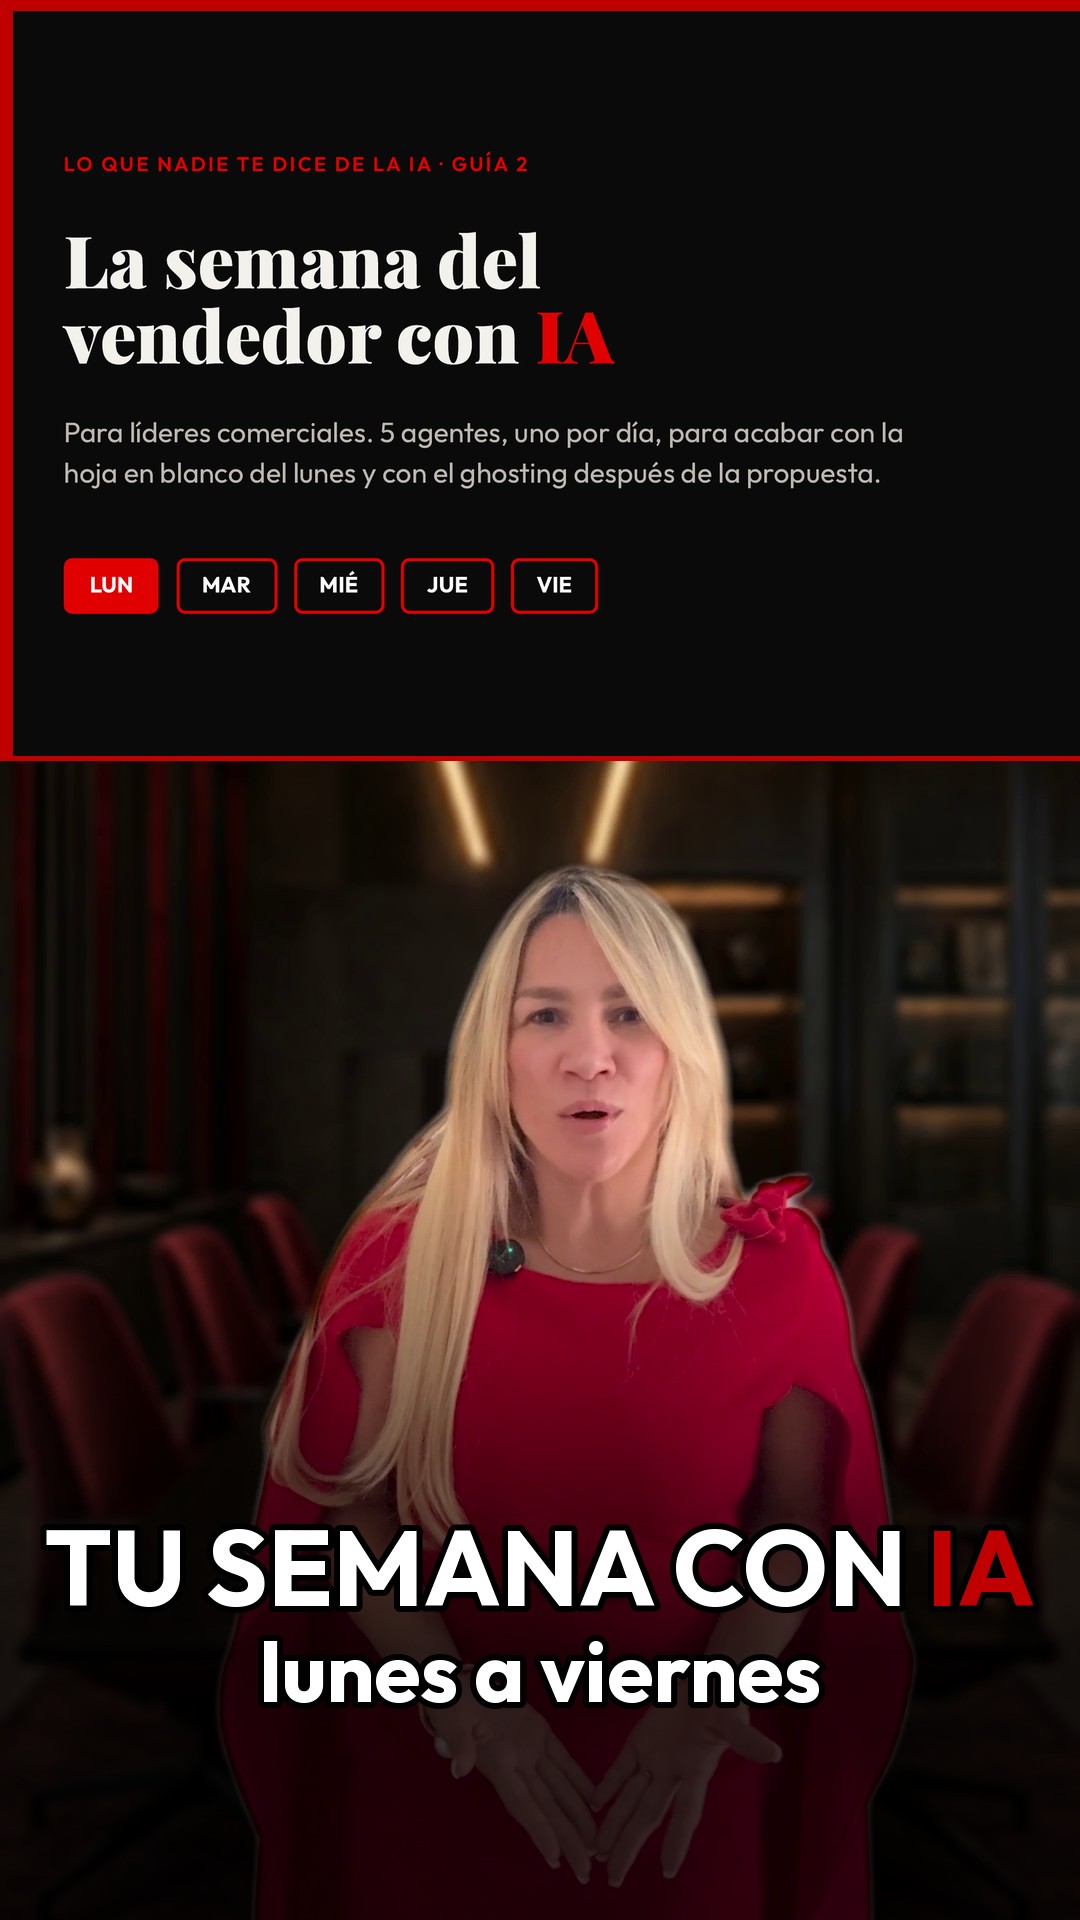 LO QUE NADIE TE DICE DE LA IA · GUÍA 2
La semana del
vendedor con IA
Para líderes comerciales. 5 agentes, uno por día, para acabar con la
hoja en blanco del lunes y con el ghosting después de la propuesta.
LUN MAR MIÉ JUE VIE
TU SEMANA CON IA
lunes a viernes